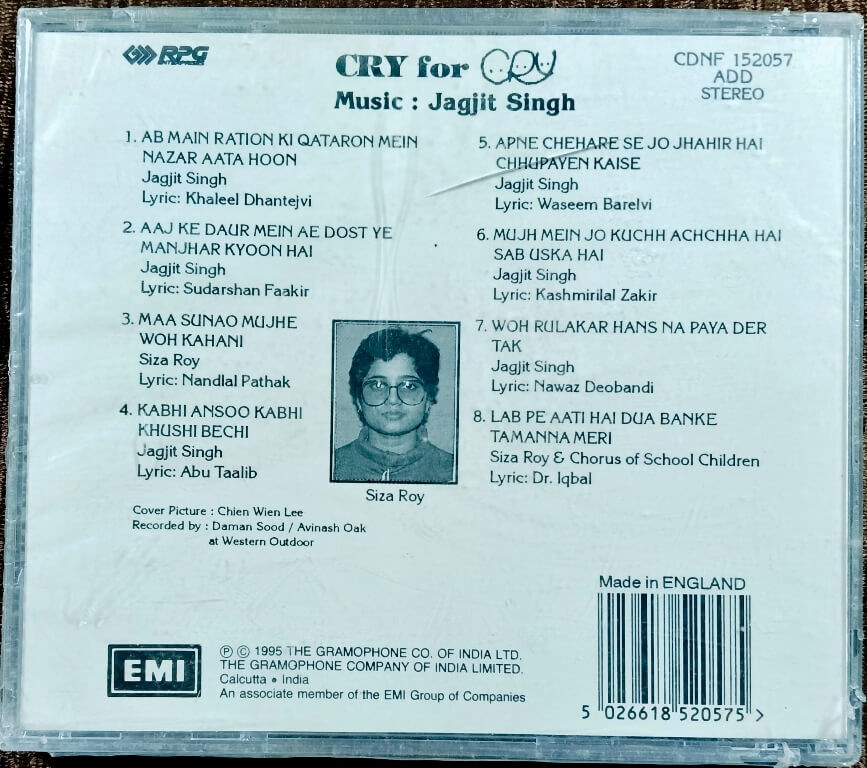 RPG
ENTERPRISES
CRY for CRY
Music : Jagjit Singh
CDNF 152057
ADD
STEREO
1. AB MAIN RATION KI QATARON MEIN
NAZAR AATA HOON
Jagjit Singh
Lyric: Khaleel Dhantejvi
2. AAJ KE DAUR MEIN AE DOST YE
MANJHAR KYOON HAI
Jagjit Singh
Lyric: Sudarshan Faakir
3. MAA SUNAO MUJHE
WOH KAHANI
Siza Roy
Lyric: Nandlal Pathak
4. KABHI ANSOO KABHI
KHUSHI BECHI
Jagjit Singh
Lyric: Abu Taalib
5. APNE CHEHARE SE JO JHAHIR HAI
CHHUPAYEN KAISE
Jagjit Singh
Lyric: Waseem Barelvi
6. MUJH MEIN JO KUCHH ACHCHHA HAI
SAB USKA HAI
Jagjit Singh
Lyric: Kashmirilal Zakir
7. WOH RULAKAR HANS NA PAYA DER
TAK
Jagjit Singh
Lyric: Nawaz Deobandi
8. LAB PE AATI HAI DUA BANKE
TAMANNA MERI
Siza Roy & Chorus of School Children
Lyric: Dr. Iqbal
Siza Roy
Cover Picture : Chien Wien Lee
Recorded by : Daman Sood / Avinash Oak
at Western Outdoor
Made in ENGLAND
EMI
℗ © 1995 THE GRAMOPHONE CO. OF INDIA LTD.
THE GRAMOPHONE COMPANY OF INDIA LIMITED.
Calcutta • India
An associate member of the EMI Group of Companies
5 026618 520575 >